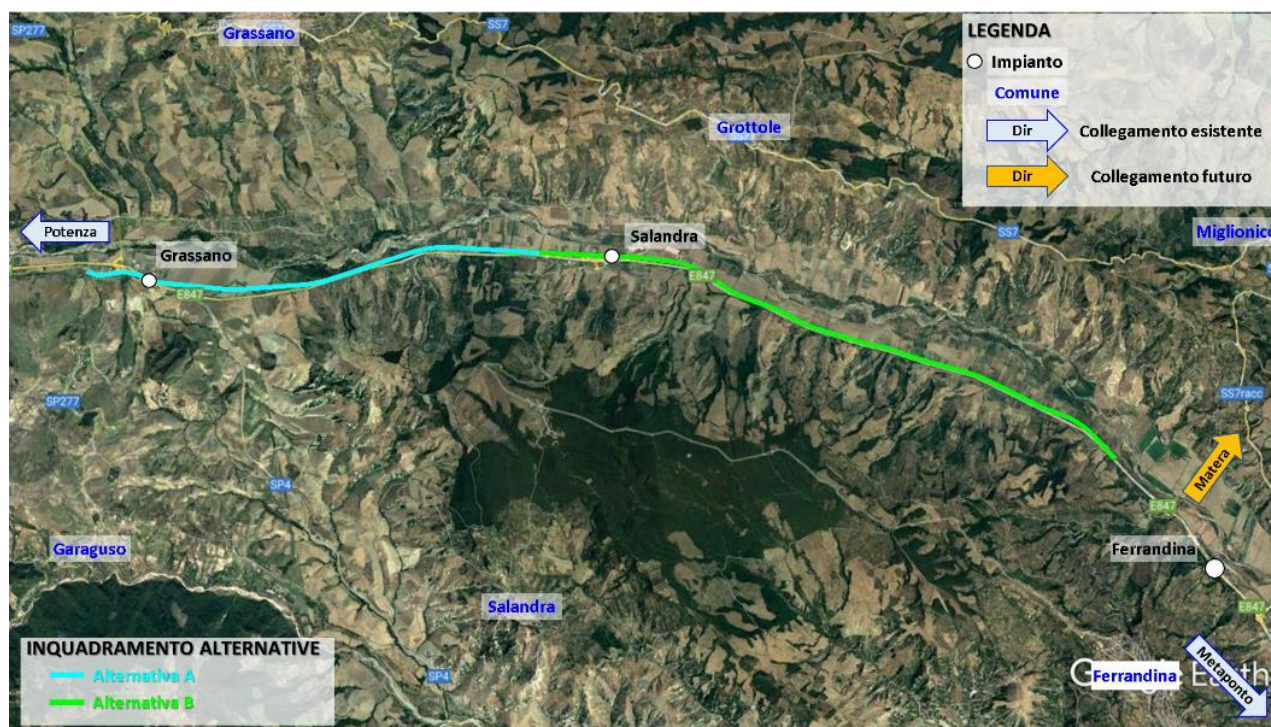 SP277
Grassano
SS7
SS7
LEGENDA
Impianto
Comune
Dir
Collegamento esistente
Dir
Collegamento futuro
Grottole
SS7
Miglionico
Potenza
Grassano
Salandra
E847
E847
SP277
SS7racc
SP4
Matera
E847
Garaguso
Ferrandina
Salandra
E847
INQUADRAMENTO ALTERNATIVE
Alternativa A
Alternativa B
SP4
Ferrandina
Metaponto